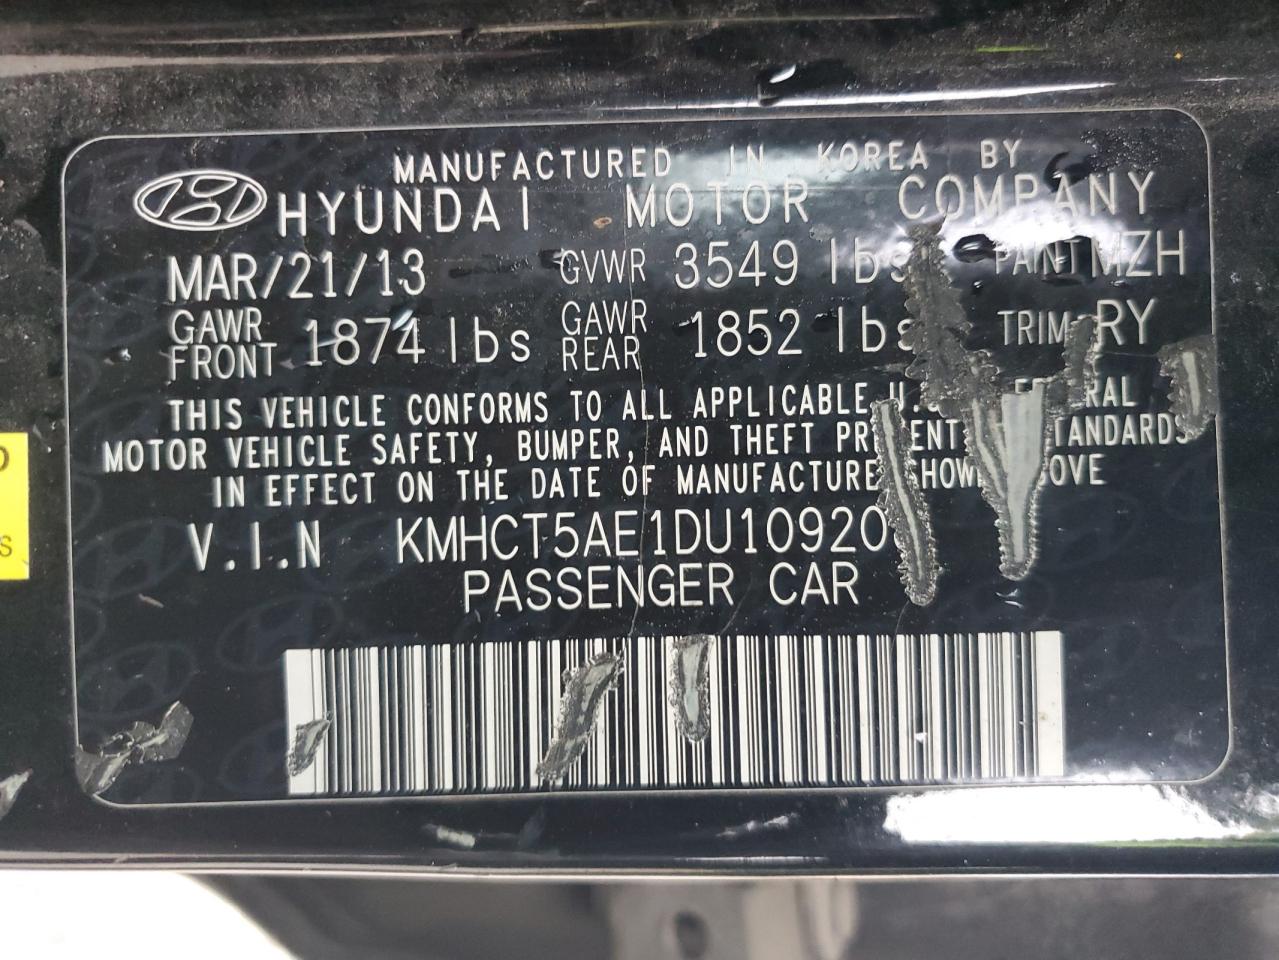 MANUFACTURED IN KOREA BY
HYUNDAI MOTOR COMPANY
MAR/21/13 GVWR 3549 lbs PAINT MZH
GAWR FRONT 1874 lbs GAWR REAR 1852 lbs TRIM RY
THIS VEHICLE CONFORMS TO ALL APPLICABLE
MOTOR VEHICLE SAFETY, BUMPER, AND THEFT STANDARDS
IN EFFECT ON THE DATE OF MANUFACTURE
V.I.N KMHCT5AE1DU10920
PASSENGER CAR
S